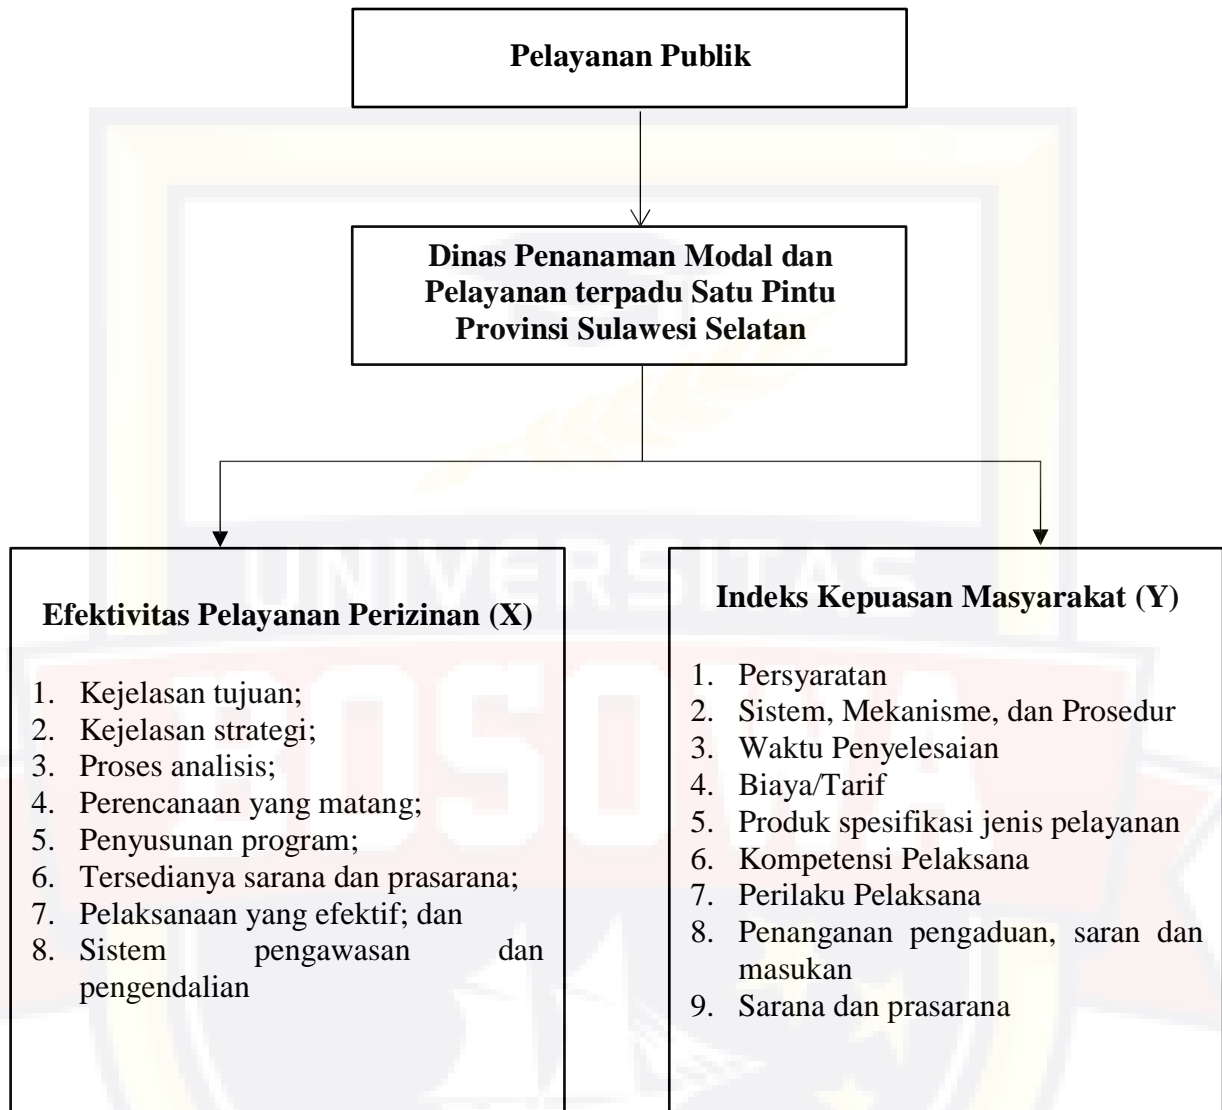 Pelayanan Publik
Dinas Penanaman Modal dan
Pelayanan terpadu Satu Pintu
Provinsi Sulawesi Selatan
Efektivitas Pelayanan Perizinan (X)
1. Kejelasan tujuan;
2. Kejelasan strategi;
3. Proses analisis;
4. Perencanaan yang matang;
5. Penyusunan program;
6. Tersedianya sarana dan prasarana;
7. Pelaksanaan yang efektif; dan
8. Sistem pengawasan dan
pengendalian
Indeks Kepuasan Masyarakat (Y)
1. Persyaratan
2. Sistem, Mekanisme, dan Prosedur
3. Waktu Penyelesaian
4. Biaya/Tarif
5. Produk spesifikasi jenis pelayanan
6. Kompetensi Pelaksana
7. Perilaku Pelaksana
8. Penanganan pengaduan, saran dan
masukan
9. Sarana dan prasarana
UNIVERSITAS
BOSOWA